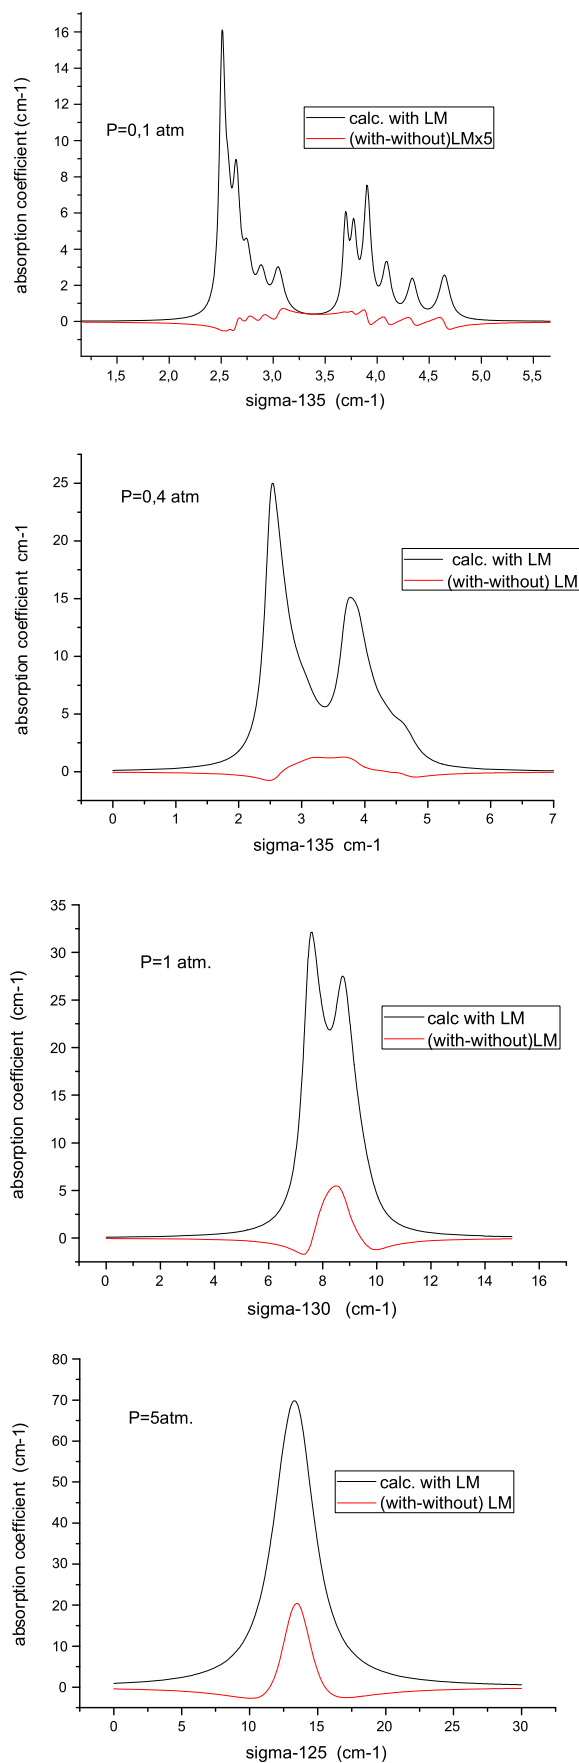 16
14
12
10
8
6
4
2
0
absorption coefficient (cm-1)
P=0,1 atm
calc. with LM
(with-without)LMx5
1,5 2,0 2,5 3,0 3,5 4,0 4,5 5,0 5,5
sigma-135 (cm-1)
25
20
15
10
5
0
absorption coefficient cm-1
P=0,4 atm
calc. with LM
(with-without) LM
0 1 2 3 4 5 6 7
sigma-135 cm-1
35
30
25
20
15
10
5
0
absorption coefficient (cm-1)
P=1 atm.
calc with LM
(with-without)LM
0 2 4 6 8 10 12 14 16
sigma-130 (cm-1)
80
70
60
50
40
30
20
10
0
absorption coefficient (cm-1)
P=5atm.
calc. with LM
(with-without) LM
0 5 10 15 20 25 30
sigma-125 (cm-1)